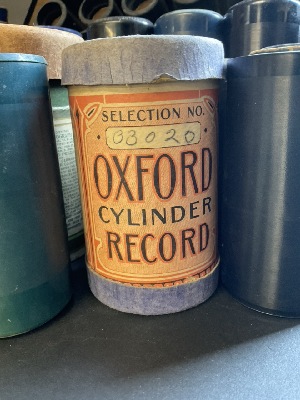 SELECTION NO.
03020
OXFORD
CYLINDER
RECORD